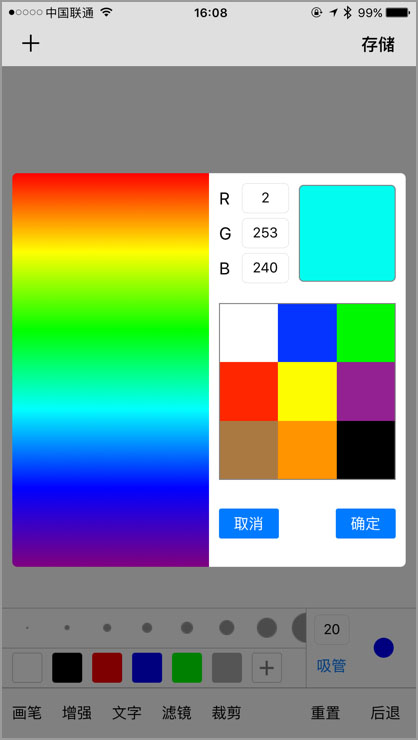 中国联通 16:08 99%
+ 存储
R 2
G 253
B 240
取消 确定
20
+ 吸管
画笔 增强 文字 滤镜 裁剪 重置 后退